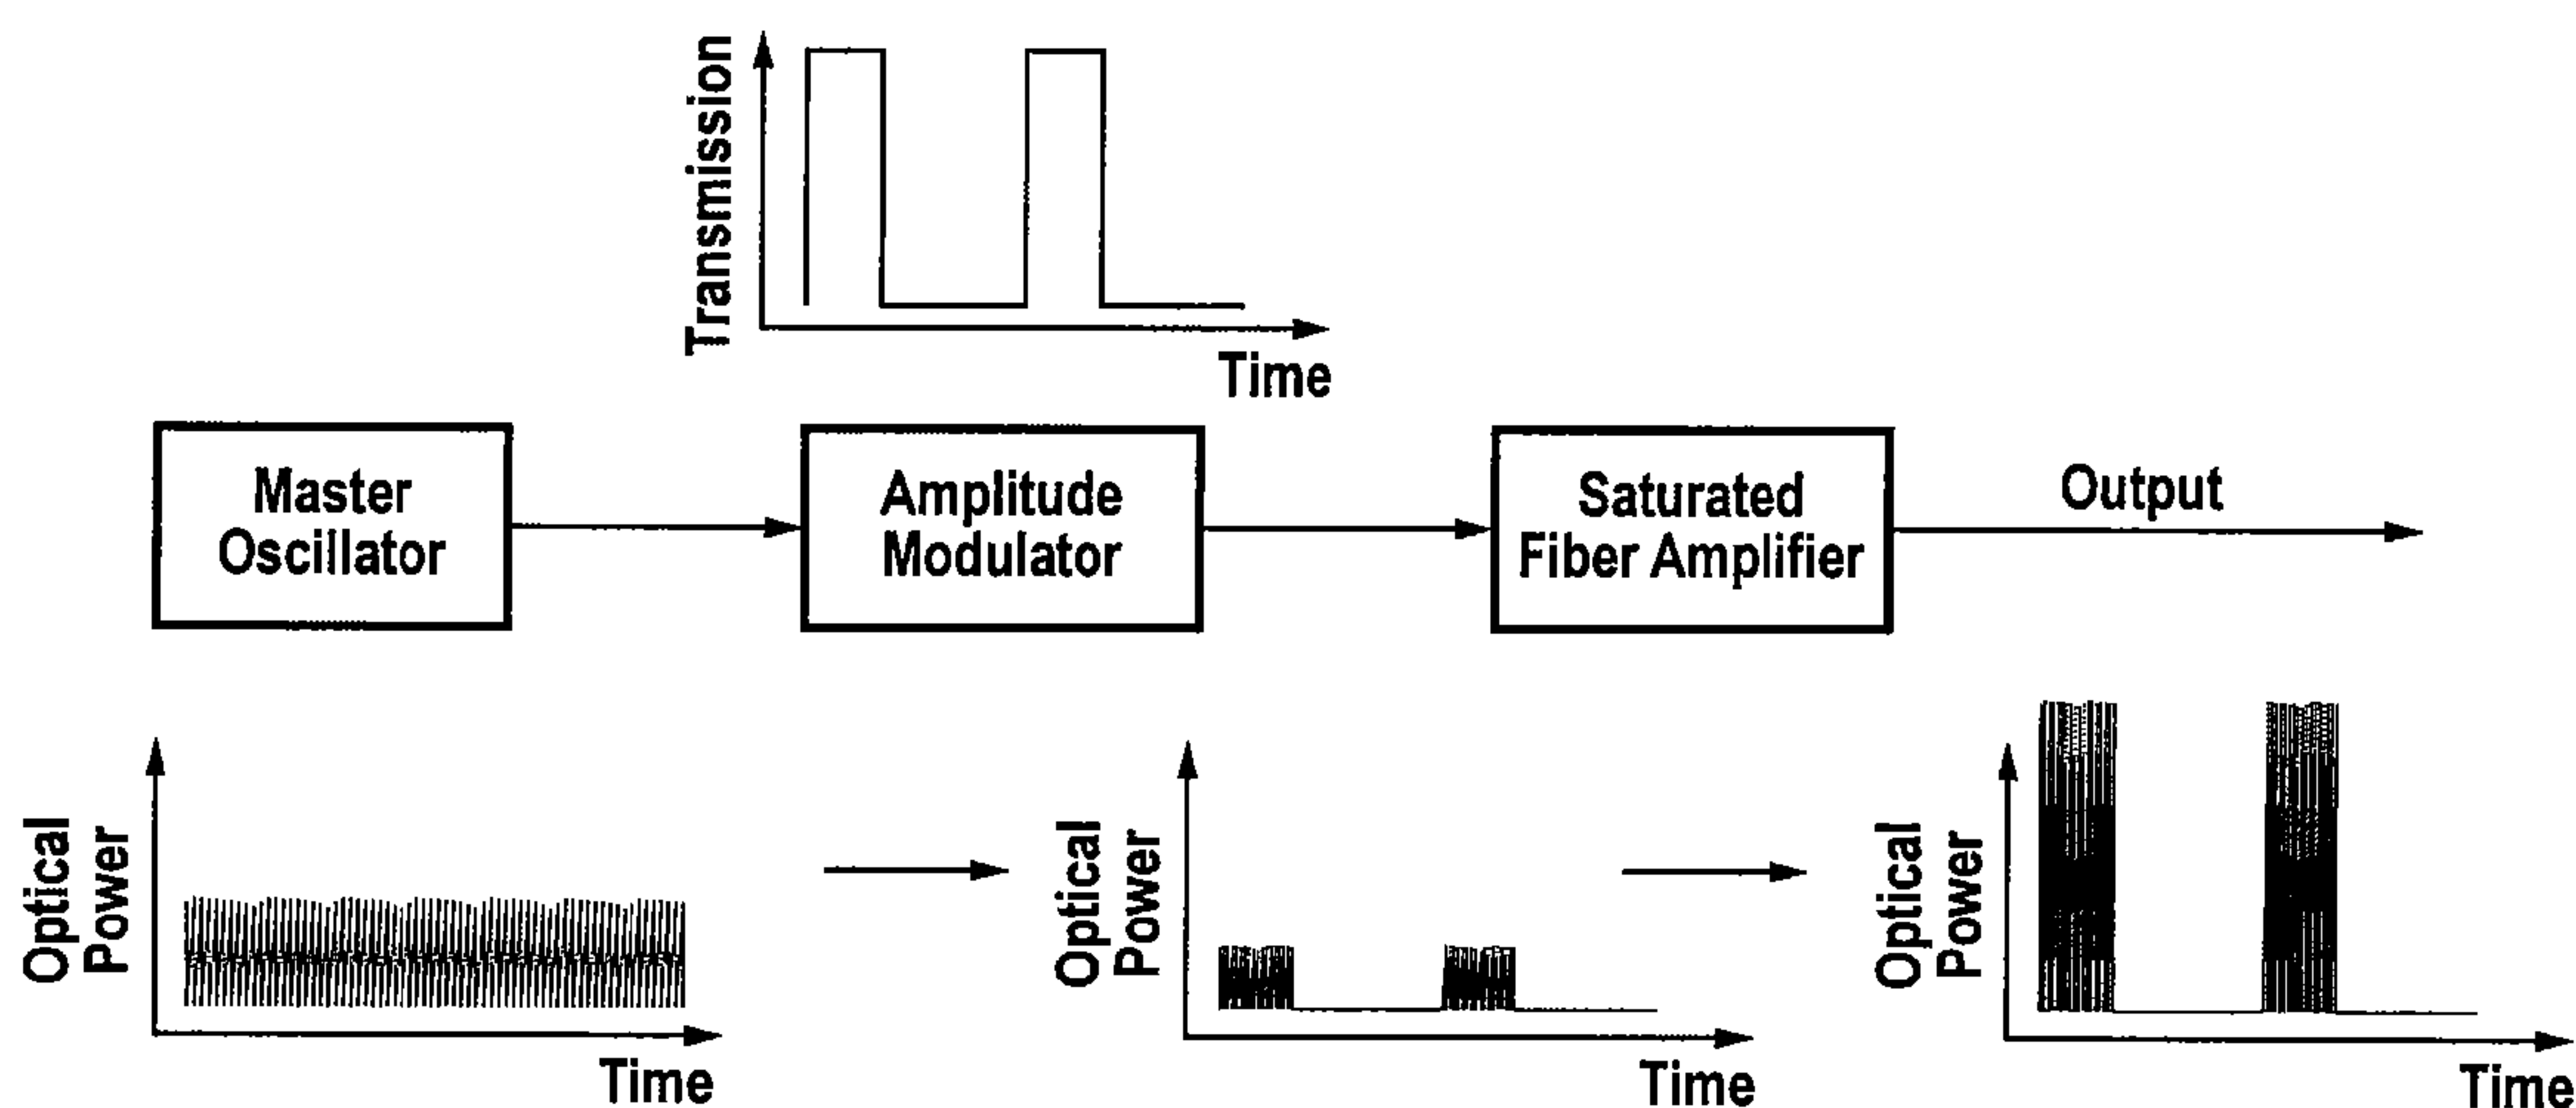 Transmission
Time
Master
Oscillator
Amplitude
Modulator
Saturated
Fiber Amplifier
Output
Optical
Power
Time
Optical
Power
Time
Optical
Power
Time